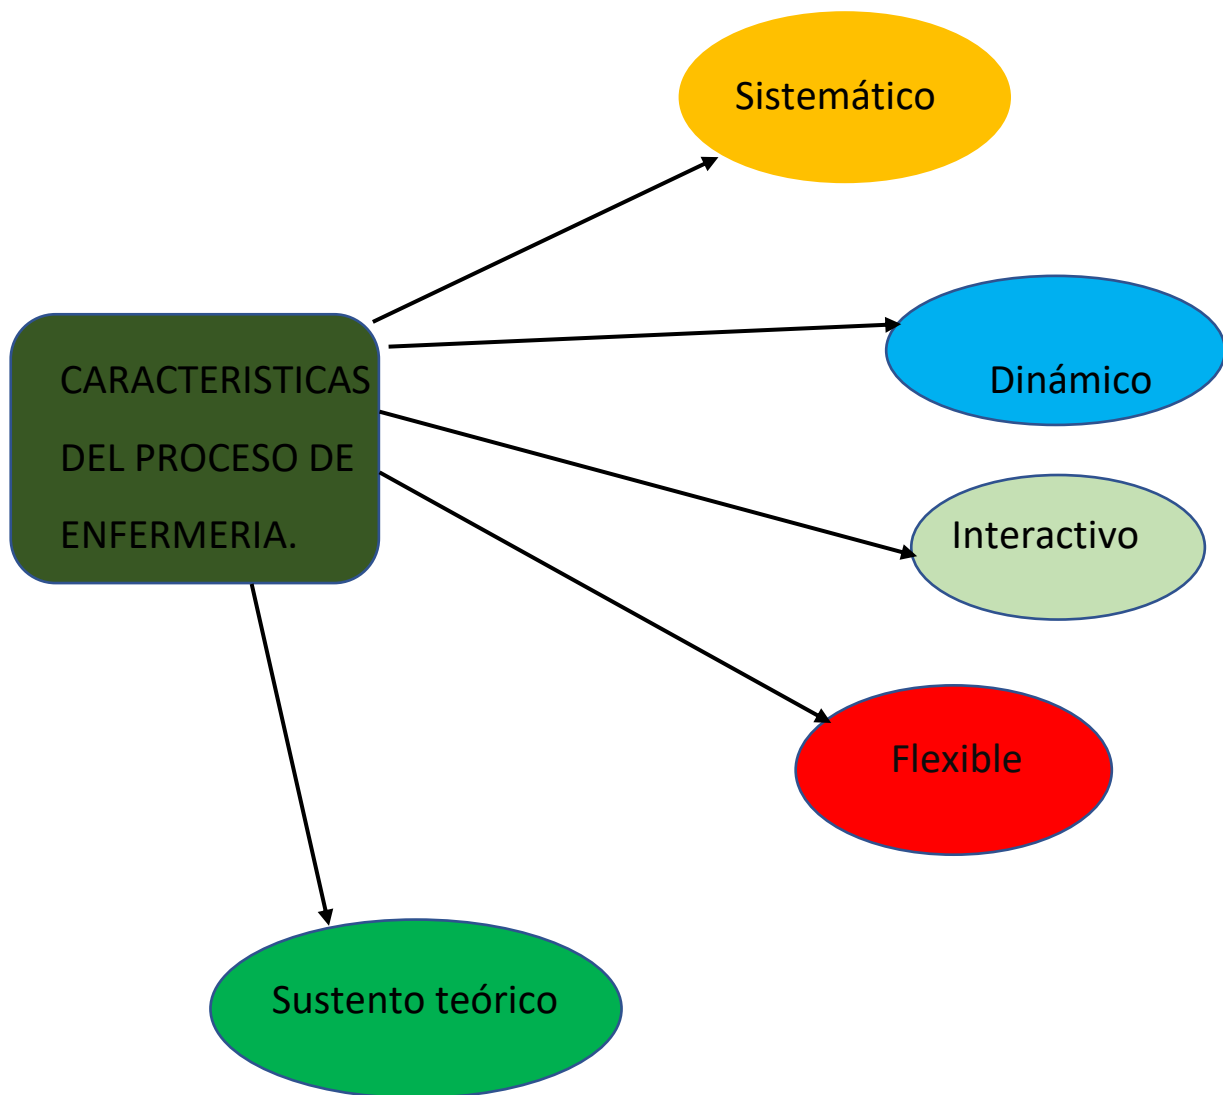 Sistemático
Dinámico
CARACTERISTICAS
DEL PROCESO DE
ENFERMERIA.
Interactivo
Flexible
Sustento teórico